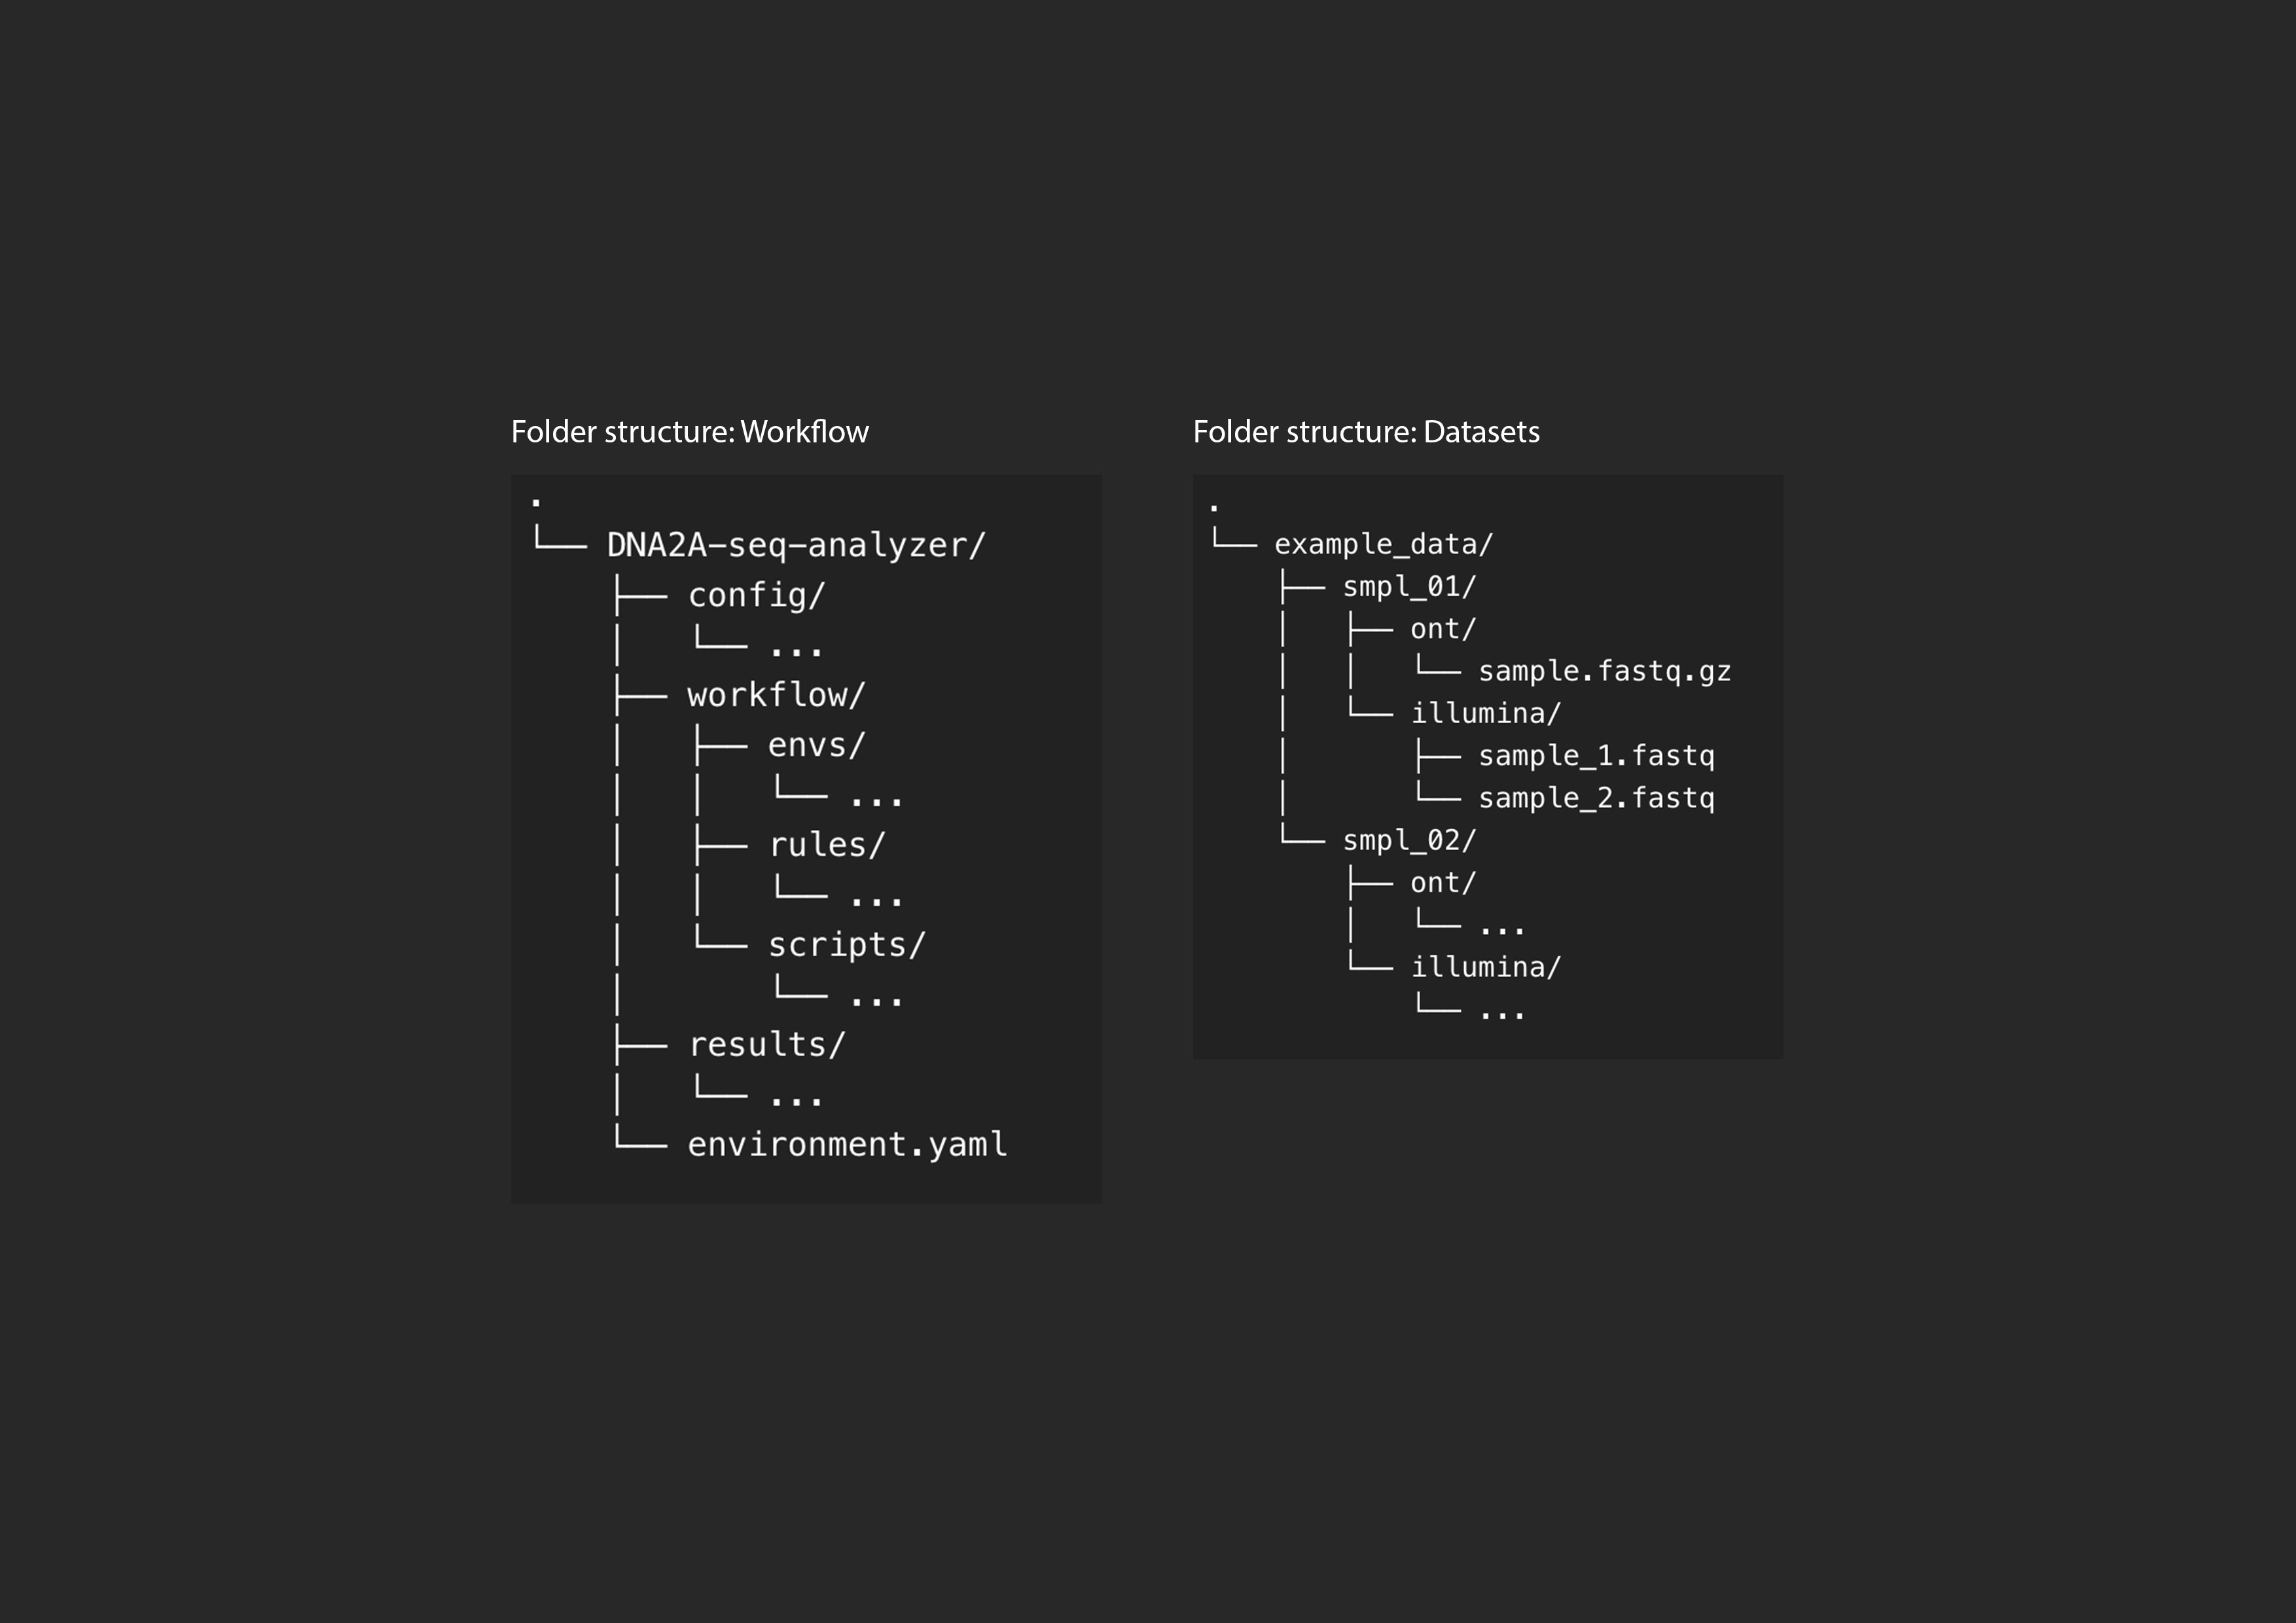 Folder structure: Workflow
.
└── DNA2A-seq-analyzer/
    ├── config/
    │   └── ...
    ├── workflow/
    │   ├── envs/
    │   │   └── ...
    │   ├── rules/
    │   │   └── ...
    │   └── scripts/
    │       └── ...
    ├── results/
    │   └── ...
    └── environment.yaml
Folder structure: Datasets
.
└── example_data/
    ├── smpl_01/
    │   ├── ont/
    │   │   └── sample.fastq.gz
    │   └── illumina/
    │       ├── sample_1.fastq
    │       └── sample_2.fastq
    └── smpl_02/
        ├── ont/
        │   └── ...
        └── illumina/
            └── ...